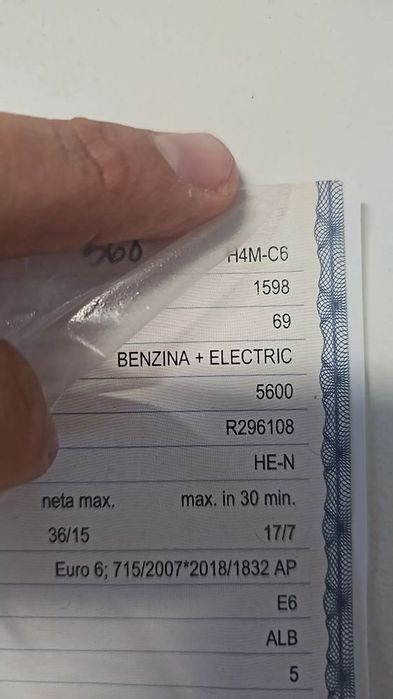 560
H4M-C6
1598
69
BENZINA + ELECTRIC
5600
R296108
HE-N
neta max. max. in 30 min.
36/15 17/7
Euro 6; 715/2007*2018/1832 AP
E6
ALB
5